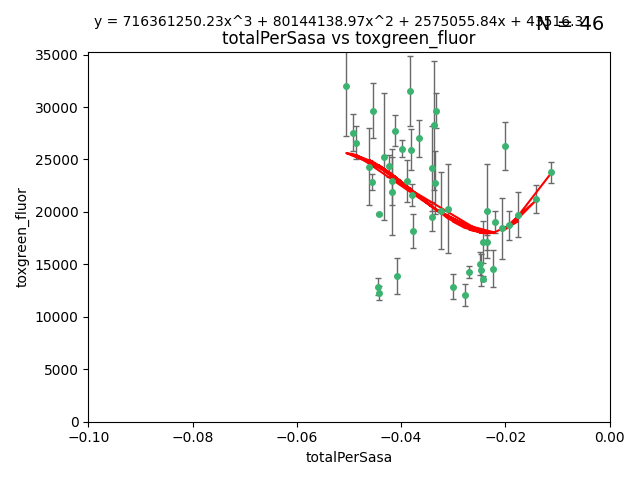 y = 716361250.23x^3 + 80144138.97x^2 + 2575055.84x + 43516.3
N = 46
totalPerSasa vs toxgreen_fluor
35000
30000
25000
20000
15000
10000
5000
0
toxgreen_fluor
−0.10 −0.08 −0.06 −0.04 −0.02 0.00
totalPerSasa